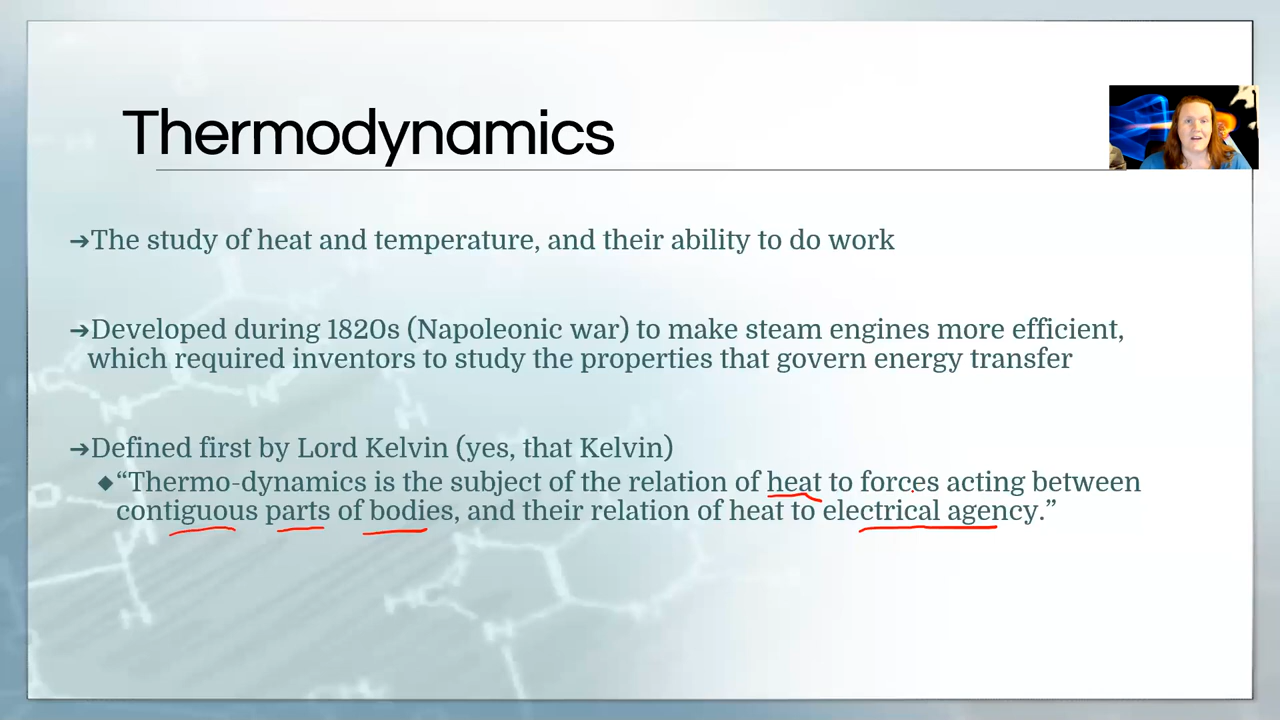 Thermodynamics
➔The study of heat and temperature, and their ability to do work
➔Developed during 1820s (Napoleonic war) to make steam engines more efficient,
which required inventors to study the properties that govern energy transfer
➔Defined first by Lord Kelvin (yes, that Kelvin)
◆“Thermo-dynamics is the subject of the relation of heat to forces acting between
contiguous parts of bodies, and their relation of heat to electrical agency.”
N
N
H
N
H
H
N
N